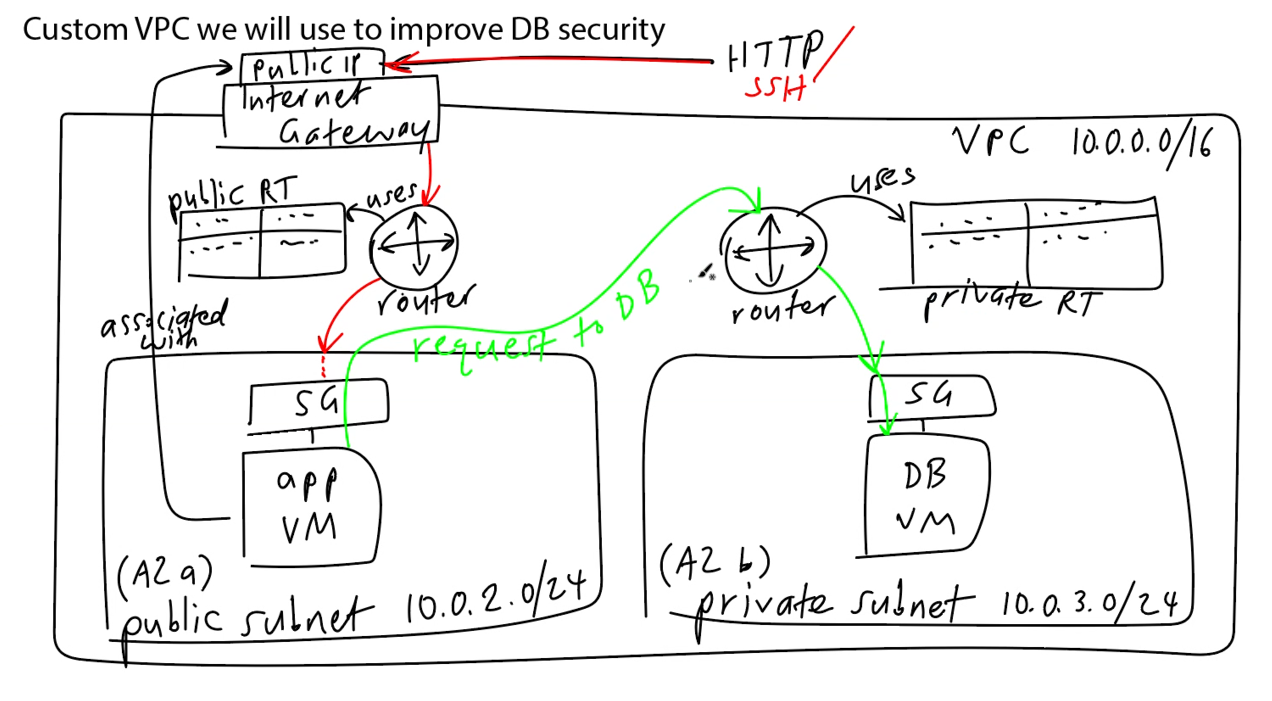 Custom VPC we will use to improve DB security
Public IP
HTTP/
SSH
Internet
Gateway
VPC 10.0.0.0/16
public RT
uses
uses
router
router
private RT
associated
with
request to DB
SG
SG
app
VM
DB
VM
(AZ a)
public subnet 10.0.2.0/24
(AZ b)
private subnet 10.0.3.0/24